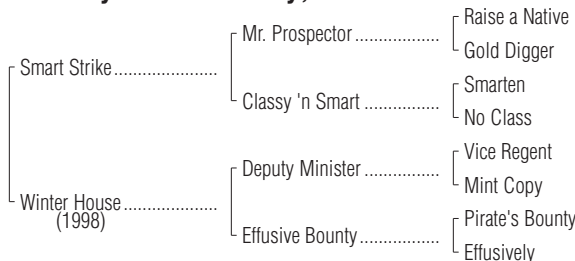 Raise a Native
Mr. Prospector
Gold Digger
Smart Strike
Smarten
Classy 'n Smart
No Class
Vice Regent
Deputy Minister
Mint Copy
Winter House
(1998)
Pirate's Bounty
Effusive Bounty
Effusively